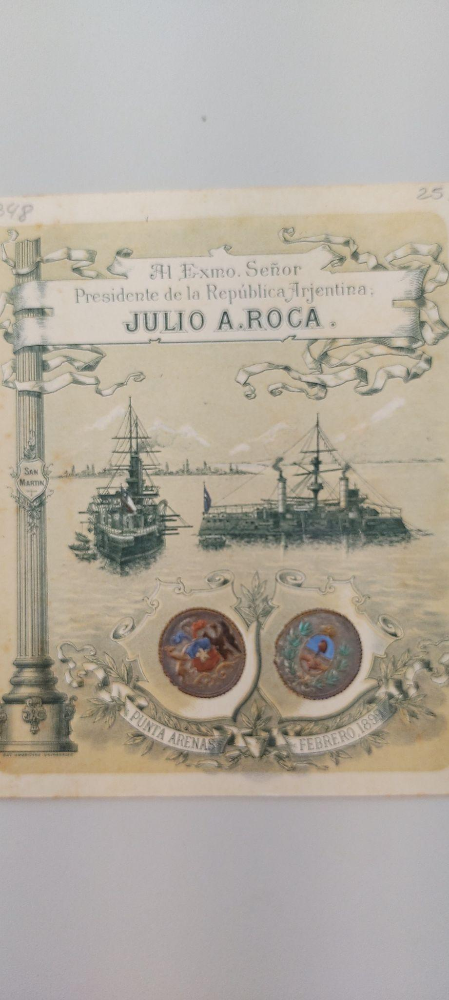 348
25
Al Exmo. Señor
Presidente de la República Arjentina;
JULIO A. ROCA.
SAN
MARTIN
PUNTA ARENAS
FEBRERO, 1899